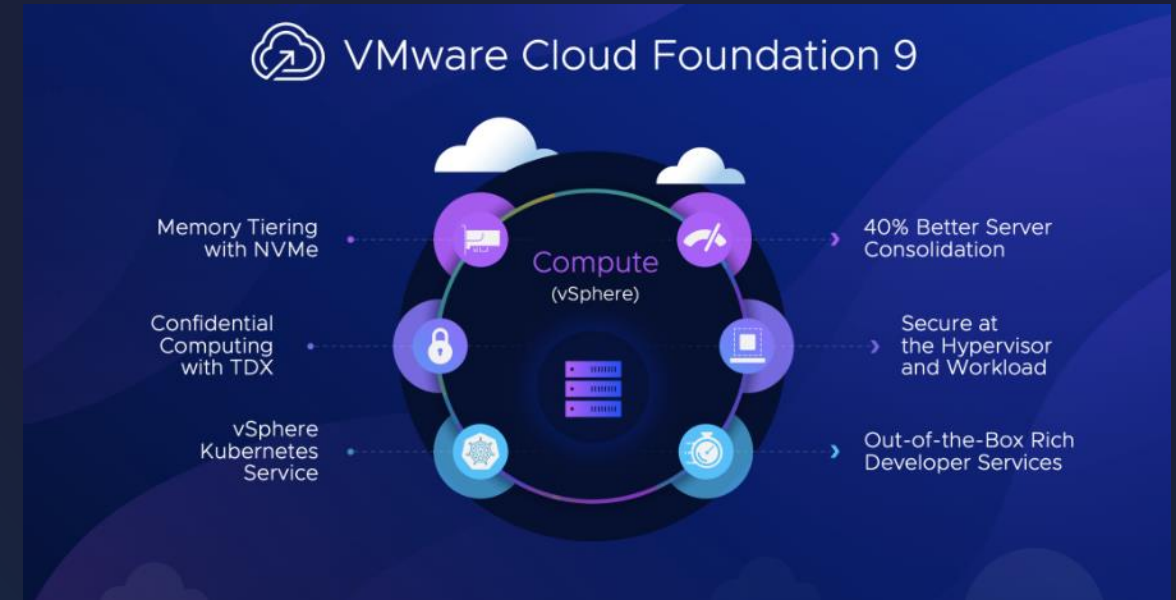 VMware Cloud Foundation 9
Memory Tiering
with NVMe
Confidential
Computing
with TDX
vSphere
Kubernetes
Service
Compute
(vSphere)
40% Better Server
Consolidation
Secure at
the Hypervisor
and Workload
Out-of-the-Box Rich
Developer Services